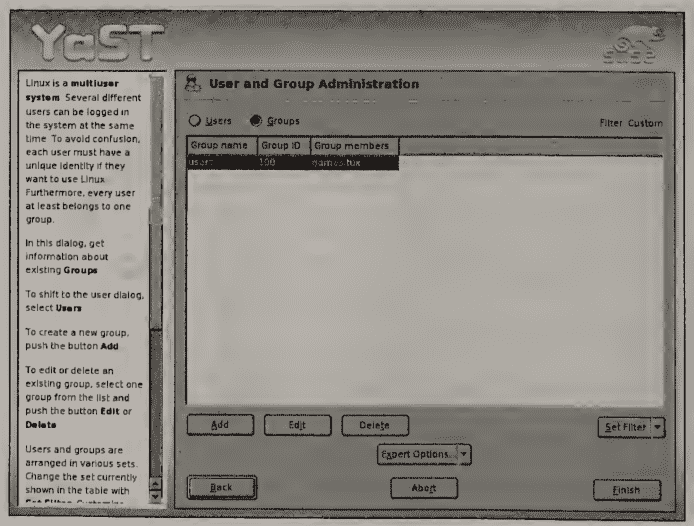 YaST
SuSE
Linux is a multiuser
system. Several different
users can be logged in
the system at the same
time. To avoid confusion,
each user must have a
unique identity if they
want to use Linux.
Furthermore, every user
at least belongs to one
group.
In this dialog, get
information about
existing Groups
To shift to the user dialog,
select Users
To create a new group,
push the button Add
To edit or delete an
existing group, select one
group from the list and
push the button Edit or
Delete
Users and groups are
arranged in various sets.
Change the set currently
shown in the table with
User and Group Administration
Users Groups Filter: Custom
Group name Group ID Group members
users 100 games,tux
Add Edit Delete Set Filter
Expert Options...
Back Abort Finish